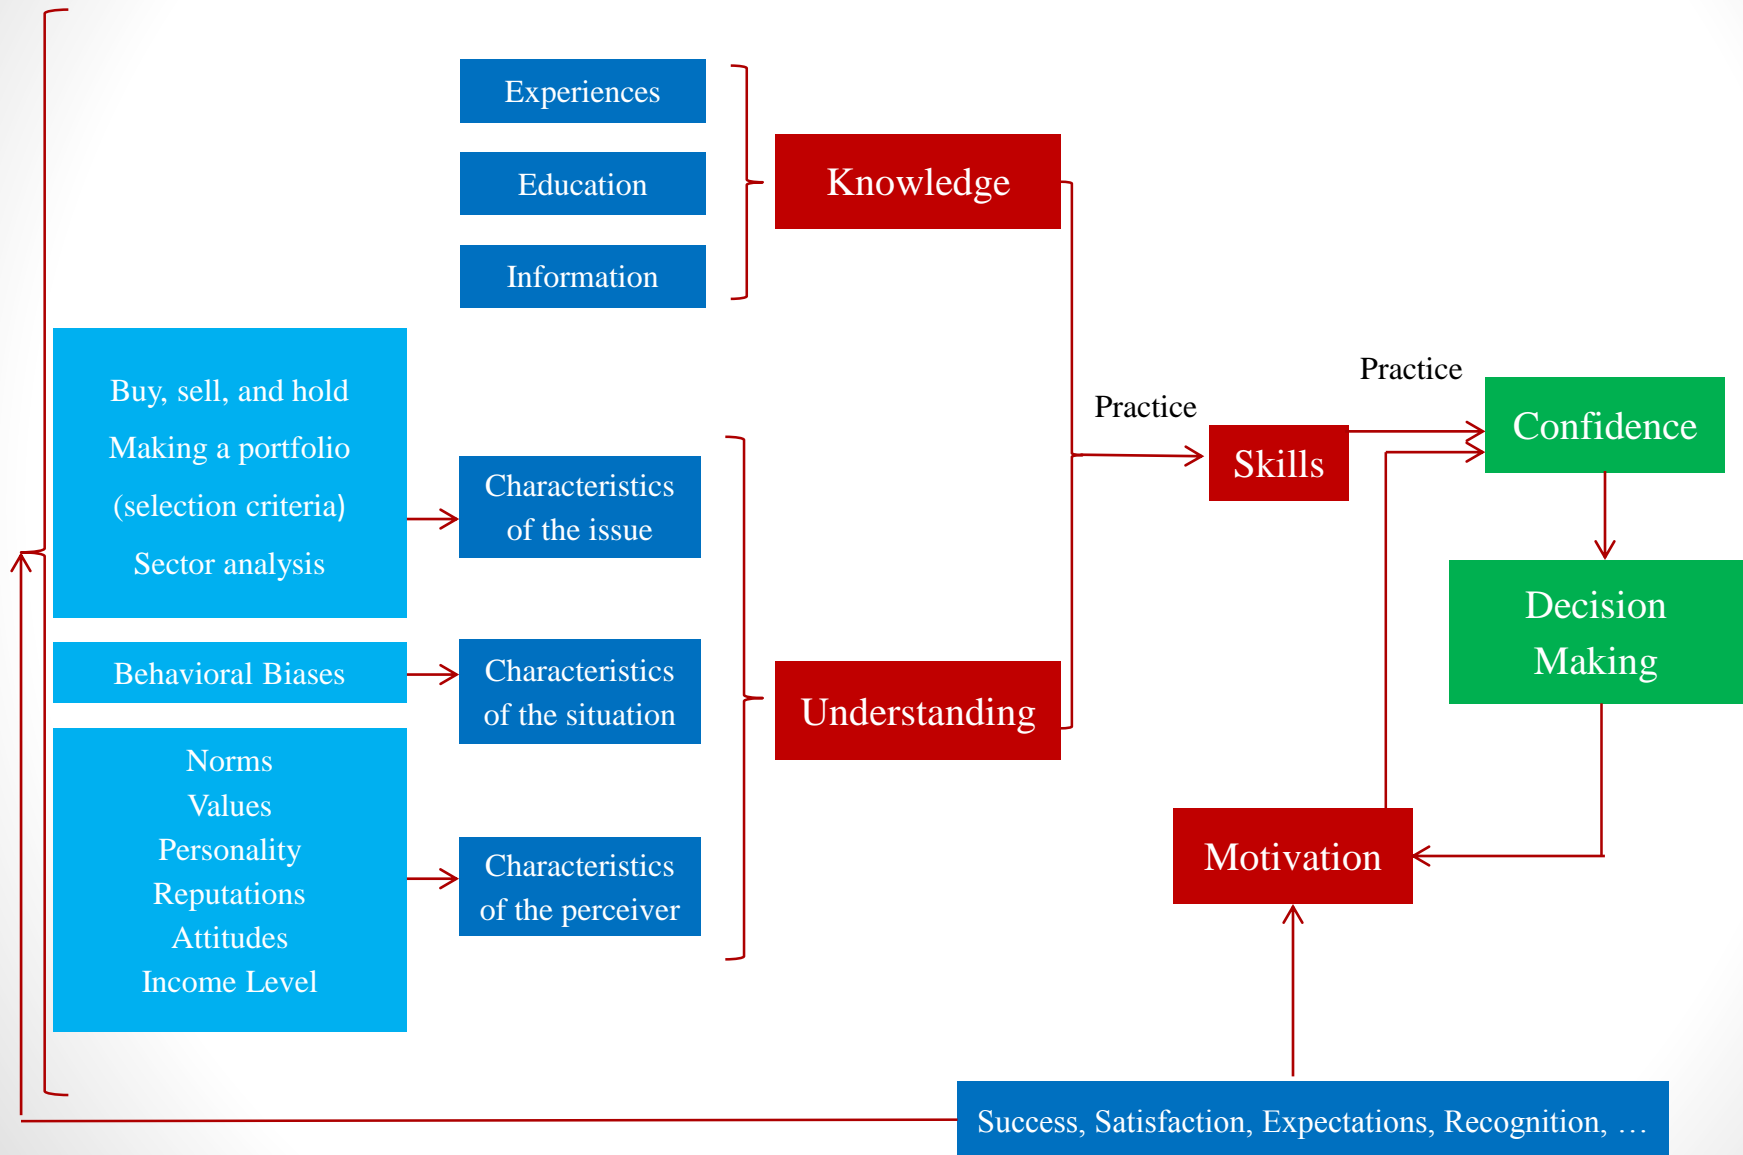 Experiences
Education
Information
Knowledge
Buy, sell, and hold
Making a portfolio
(selection criteria)
Sector analysis
Behavioral Biases
Norms
Values
Personality
Reputations
Attitudes
Income Level
Characteristics
of the issue
Characteristics
of the situation
Characteristics
of the perceiver
Understanding
Practice
Skills
Practice
Confidence
Decision
Making
Motivation
Success, Satisfaction, Expectations, Recognition, …